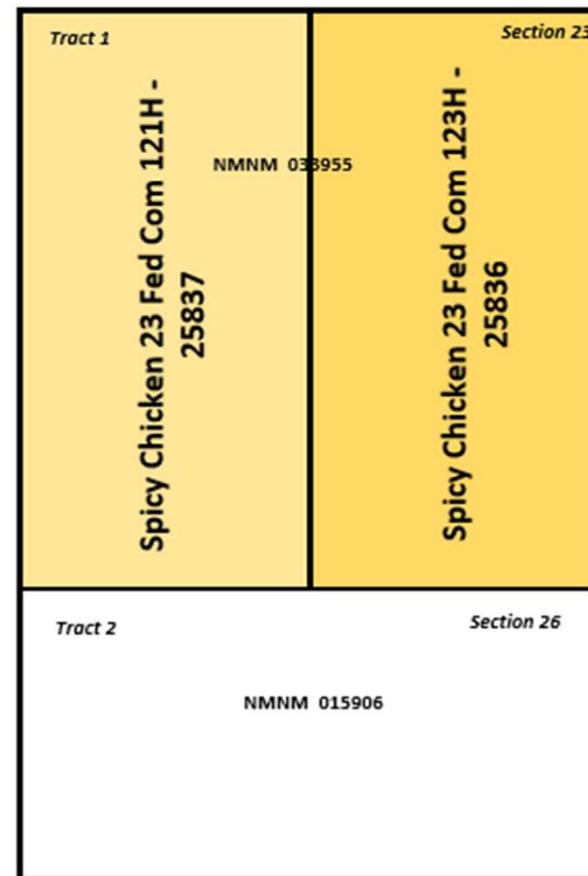 Tract 1
Section 23
Spicy Chicken 23 Fed Com 121H -
25837
NMNM 033955
Spicy Chicken 23 Fed Com 123H -
25836
Tract 2
Section 26
NMNM 015906